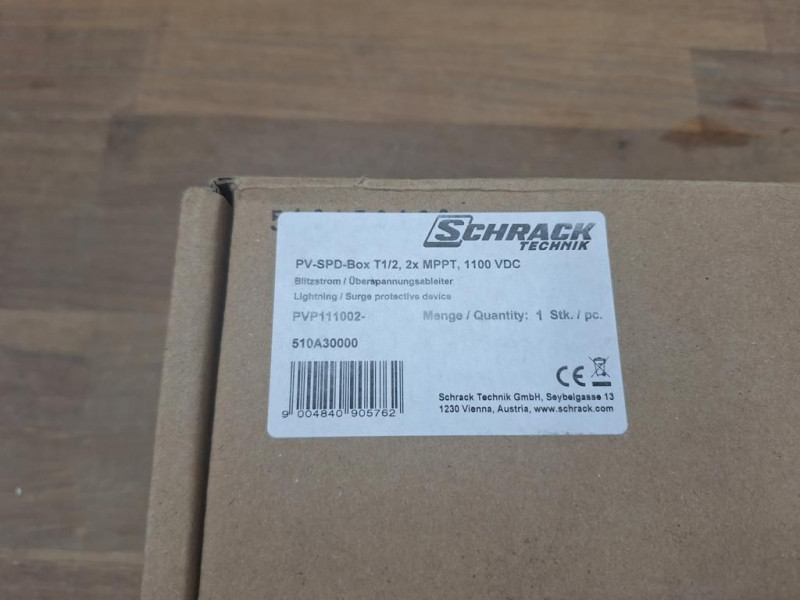 SCHRACK
TECHNIK
PV-SPD-Box T1/2, 2x MPPT, 1100 VDC
Blitzstrom / Überspannungsableiter
Lightning / Surge protective device
PVP111002- Menge / Quantity: 1 Stk. / pc.
510A30000
CE
9 004840 905762
Schrack Technik GmbH, Seybelgasse 13
1230 Vienna, Austria, www.schrack.com